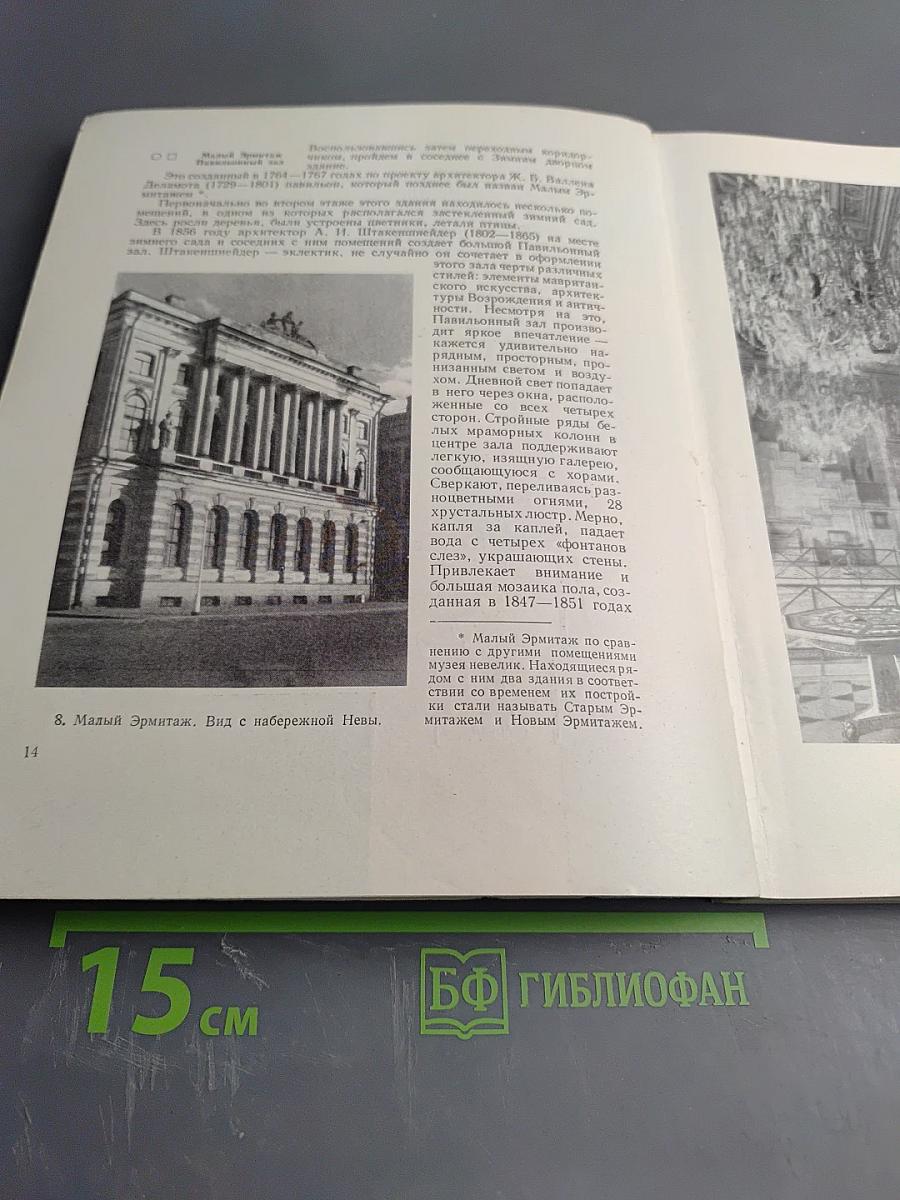 Малый Эрмитаж
Павильонный зал
Воспользовавшись затем переходным коридор-
чиком, пройдем в соседнее с Зимним дворцом
здание.
Это созданный в 1764—1767 годах по проекту архитектора Ж. Б. Валлена
Деламота (1729—1801) павильон, который позднее был назван Малым Эр-
митажем *.
Первоначально во втором этаже этого здания находилось несколько по-
мещений, в одном из которых располагался застекленный зимний сад.
Здесь росли деревья, были устроены цветники, летали птицы.
В 1856 году архитектор А. И. Штакеншнейдер (1802—1865) на месте
зимнего сада и соседних с ним помещений создает большой Павильонный
зал. Штакеншнейдер — эклектик, не случайно он сочетает в оформлении
этого зала черты различных
стилей: элементы мавритан-
ского искусства, архитек-
туры Возрождения и антич-
ности. Несмотря на это,
Павильонный зал произво-
дит яркое впечатление —
кажется удивительно на-
рядным, просторным, про-
низанным светом и возду-
хом. Дневной свет попадает
в него через окна, располо-
женные со всех четырех
сторон. Стройные ряды бе-
лых мраморных колонн в
центре зала поддерживают
легкую, изящную галерею,
сообщающуюся с хорами.
Сверкают, переливаясь раз-
ноцветными огнями, 28
хрустальных люстр. Мерно,
капля за каплей, падает
вода с четырех «фонтанов
слез», украшающих стены.
Привлекает внимание и
большая мозаика пола, соз-
данная в 1847—1851 годах
* Малый Эрмитаж по срав-
нению с другими помещениями
музея невелик. Находящиеся ря-
дом с ним два здания в соответ-
ствии со временем их построй-
ки стали называть Старым Эр-
митажем и Новым Эрмитажем.
8. Малый Эрмитаж. Вид с набережной Невы.
14
15 см
БФ ГИБЛИОФАН